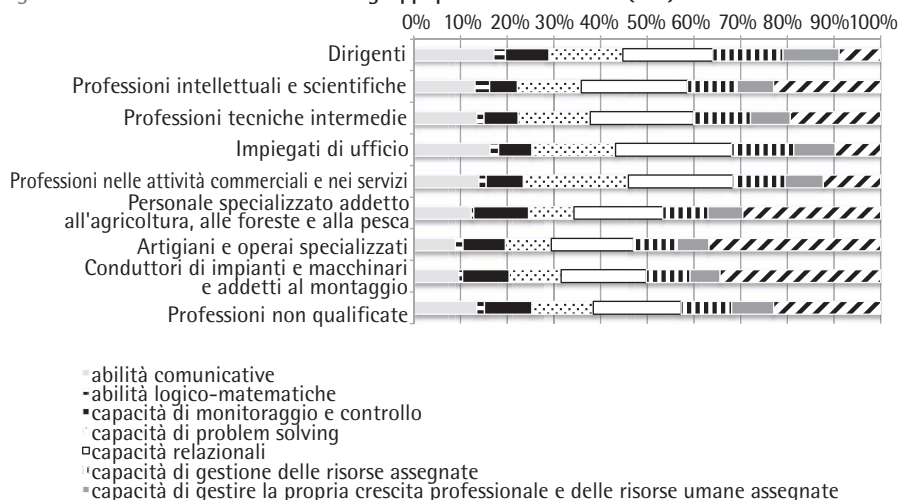 0% 10% 20% 30% 40% 50% 60% 70% 80% 90%100%
Dirigenti
Professioni intellettuali e scientifiche
Professioni tecniche intermedie
Impiegati di ufficio
Professioni nelle attività commerciali e nei servizi
Personale specializzato addetto
all'agricoltura, alle foreste e alla pesca
Artigiani e operai specializzati
Conduttori di impianti e macchinari
e addetti al montaggio
Professioni non qualificate
abilità comunicative
abilità logico-matematiche
capacità di monitoraggio e controllo
capacità di problem solving
capacità relazionali
capacità di gestione delle risorse assegnate
capacità di gestire la propria crescita professionale e delle risorse umane assegnate